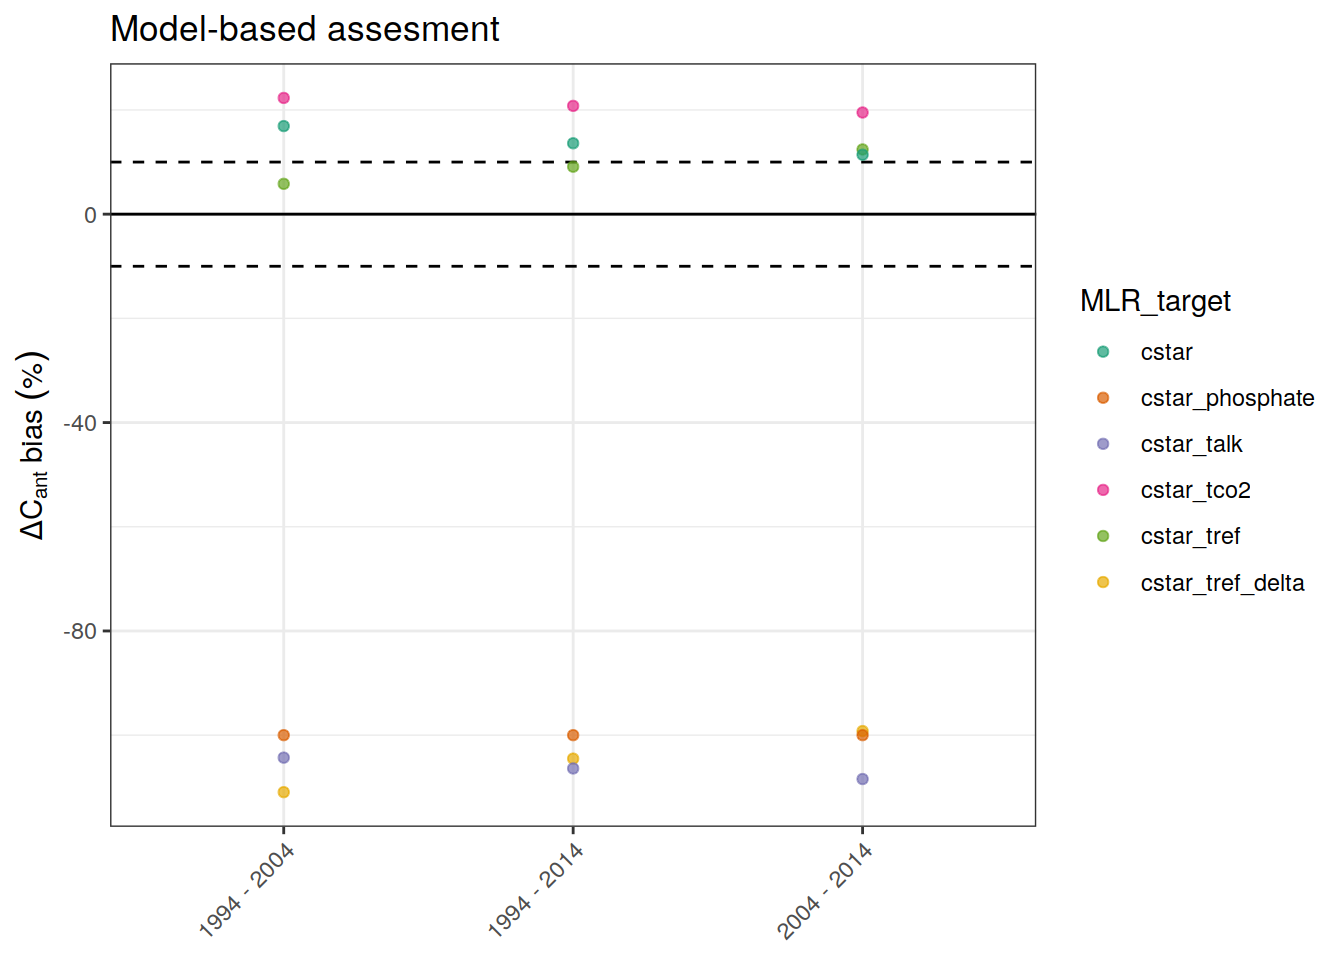 Model-based assesment
0
-40
-80
ΔCant bias (%)
1994 - 2004
1994 - 2014
2004 - 2014
MLR_target
cstar
cstar_phosphate
cstar_talk
cstar_tco2
cstar_tref
cstar_tref_delta